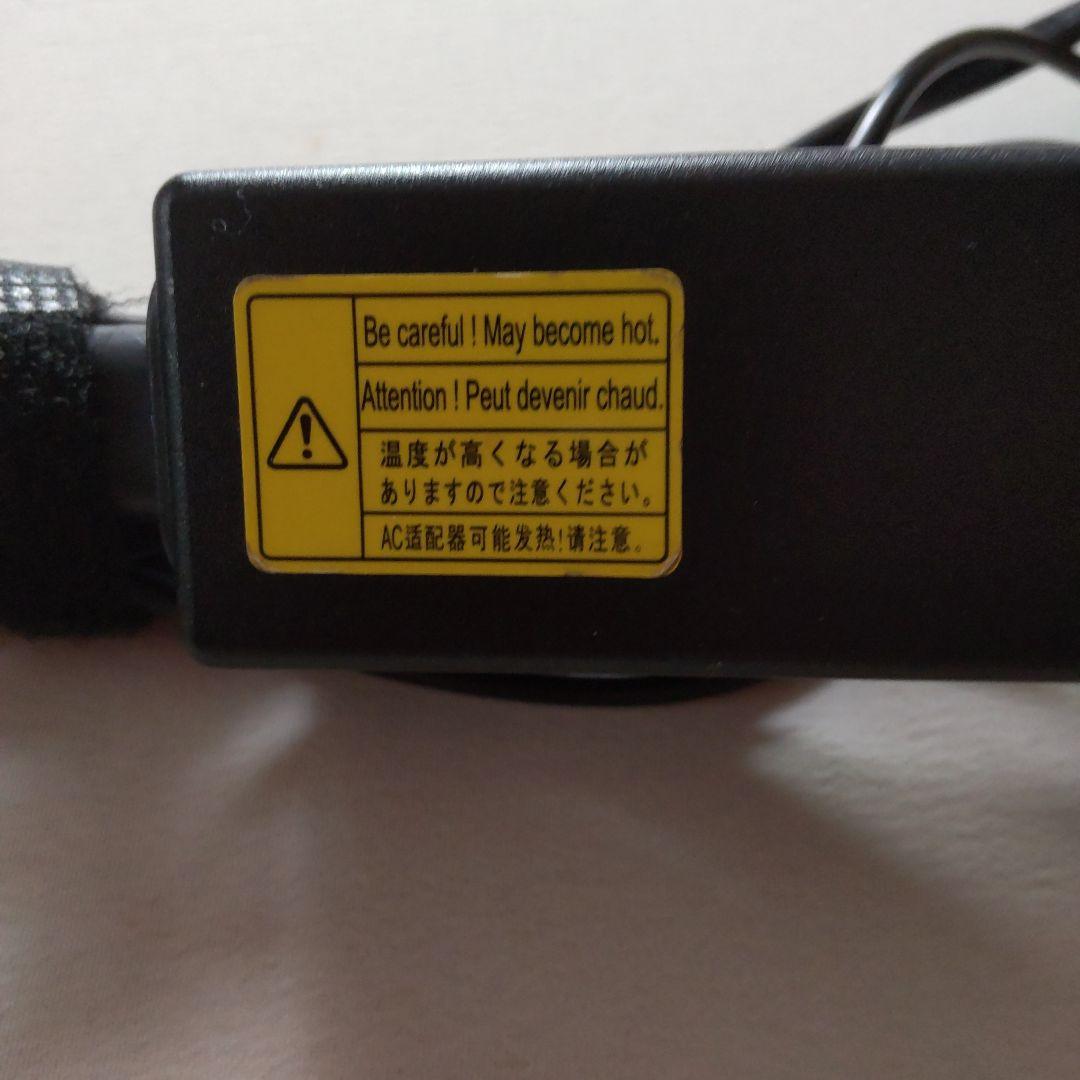 Be careful ! May become hot.
Attention ! Peut devenir chaud.
温度が高くなる場合が
ありますので注意ください。
AC适配器可能发热!请注意。